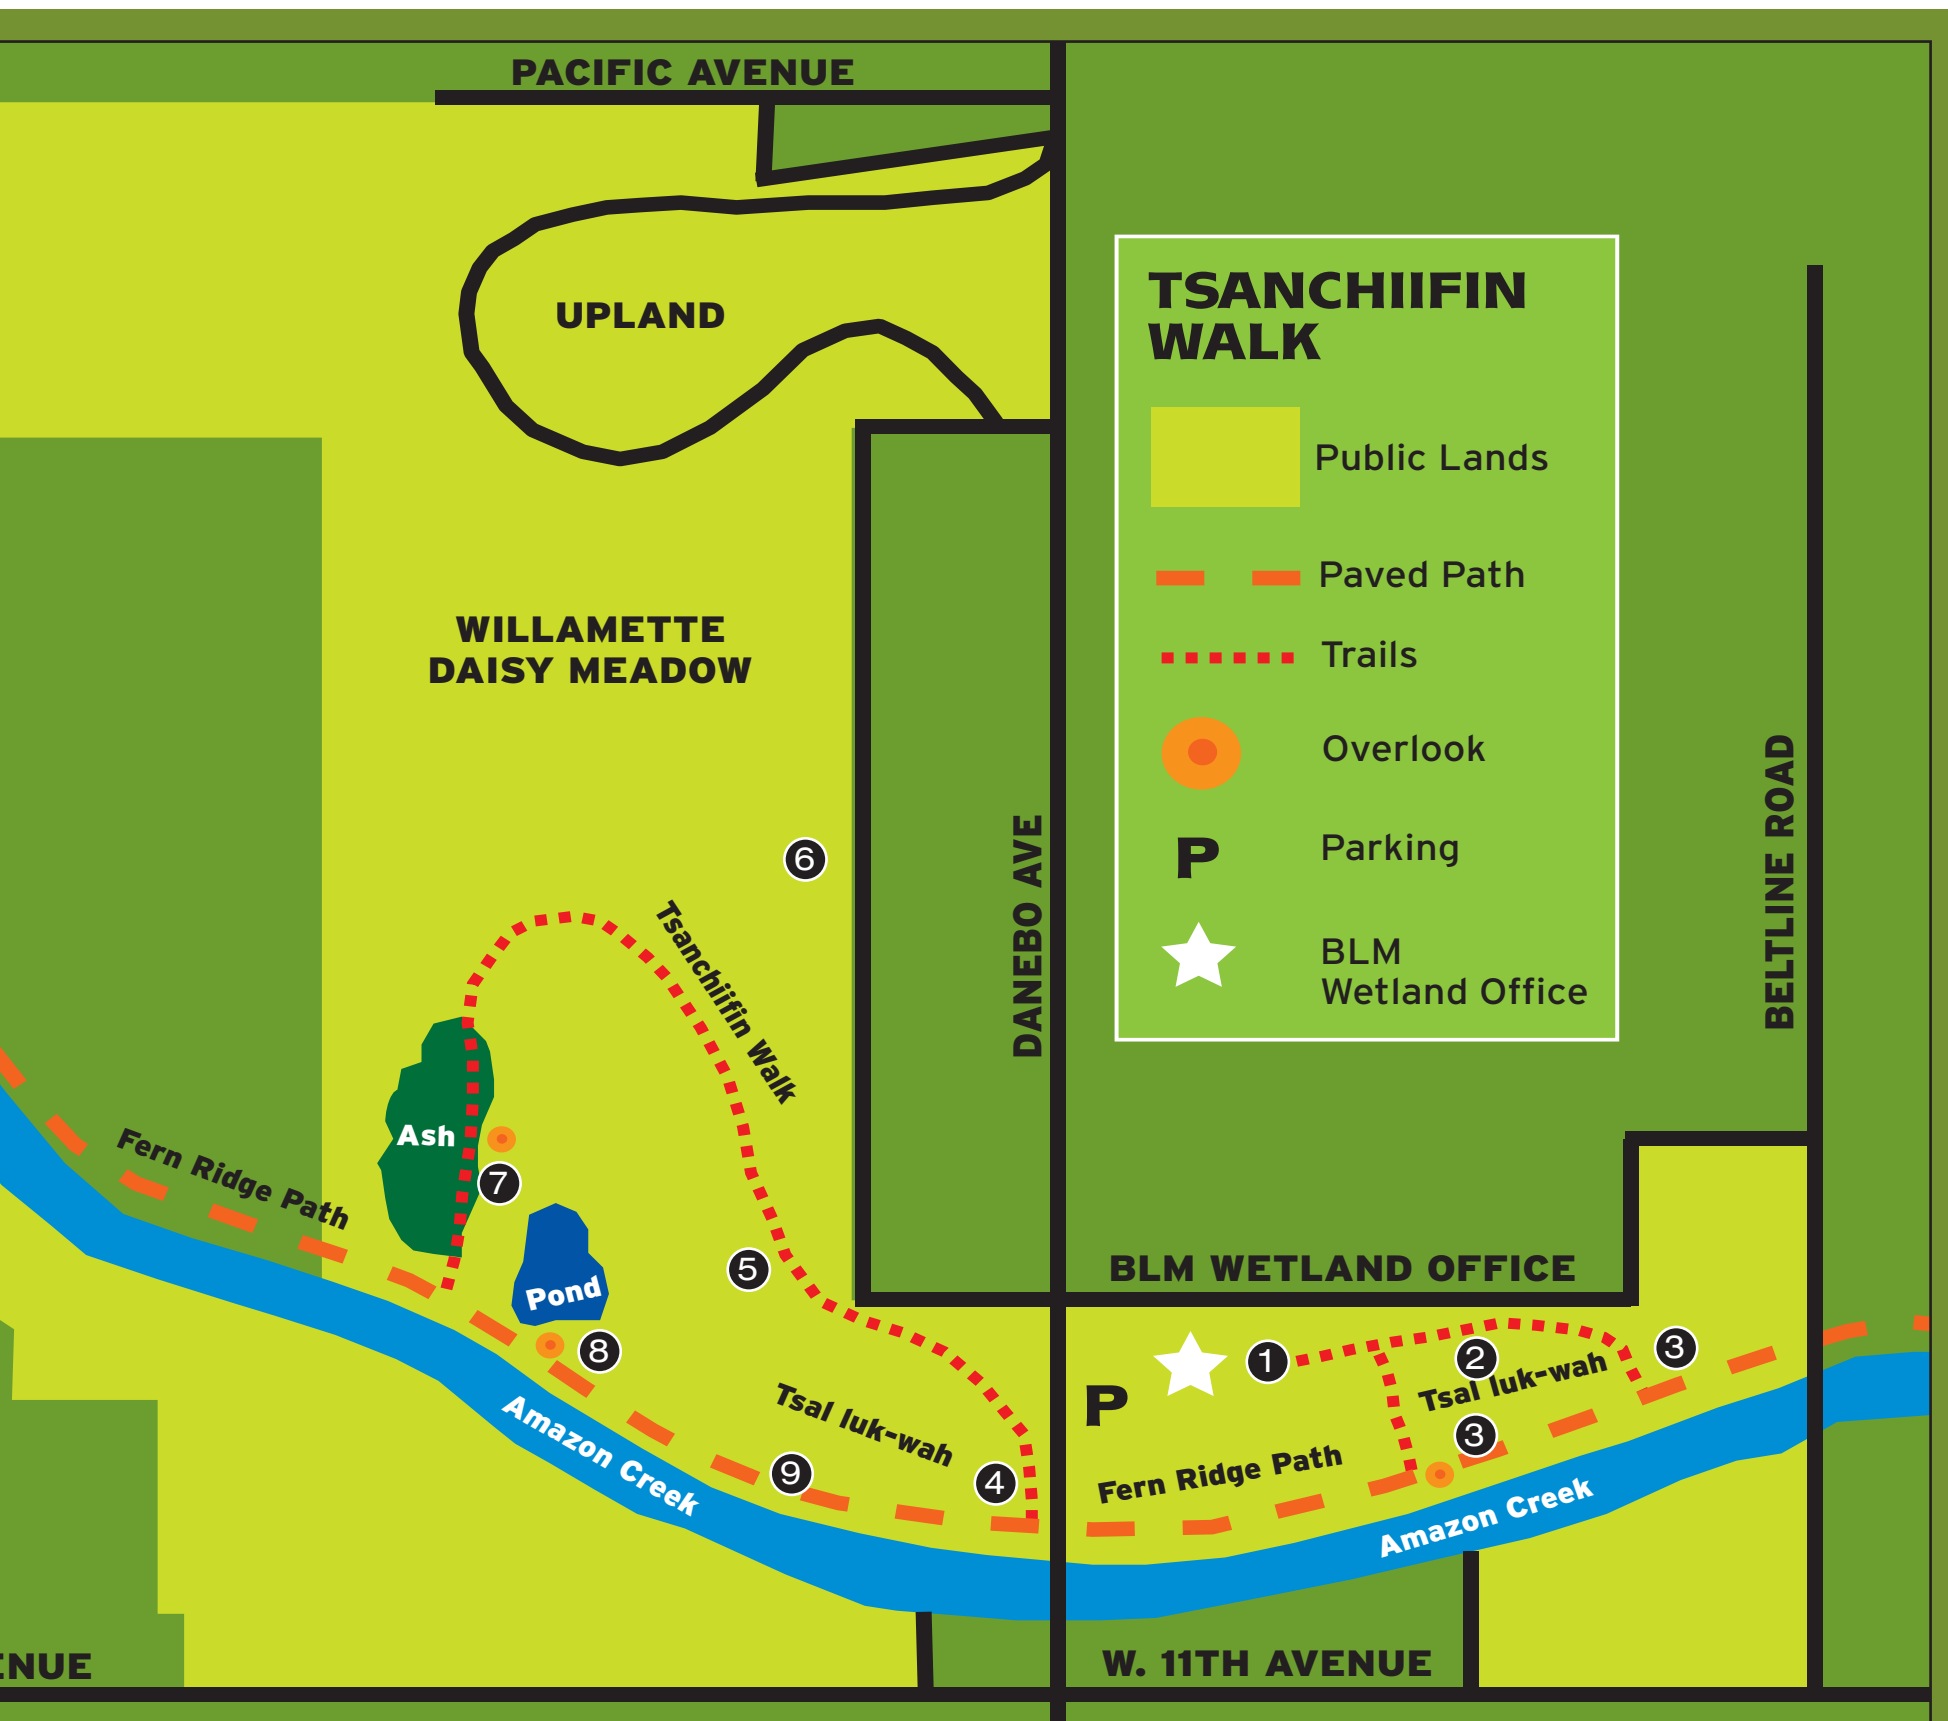 PACIFIC AVENUE
UPLAND
TSANCHIIFIN
WALK
Public Lands
Paved Path
Trails
Overlook
P
Parking
BLM
Wetland Office
WILLAMETTE
DAISY MEADOW
DANEBO AVE
BELTLINE ROAD
6
Tsanchiifin Walk
Ash
Fern Ridge Path
7
5
Pond
8
BLM WETLAND OFFICE
1
2
3
P
Tsal luk-wah
Tsal luk-wah
3
Amazon Creek
9
4
Fern Ridge Path
Amazon Creek
ENUE
W. 11TH AVENUE